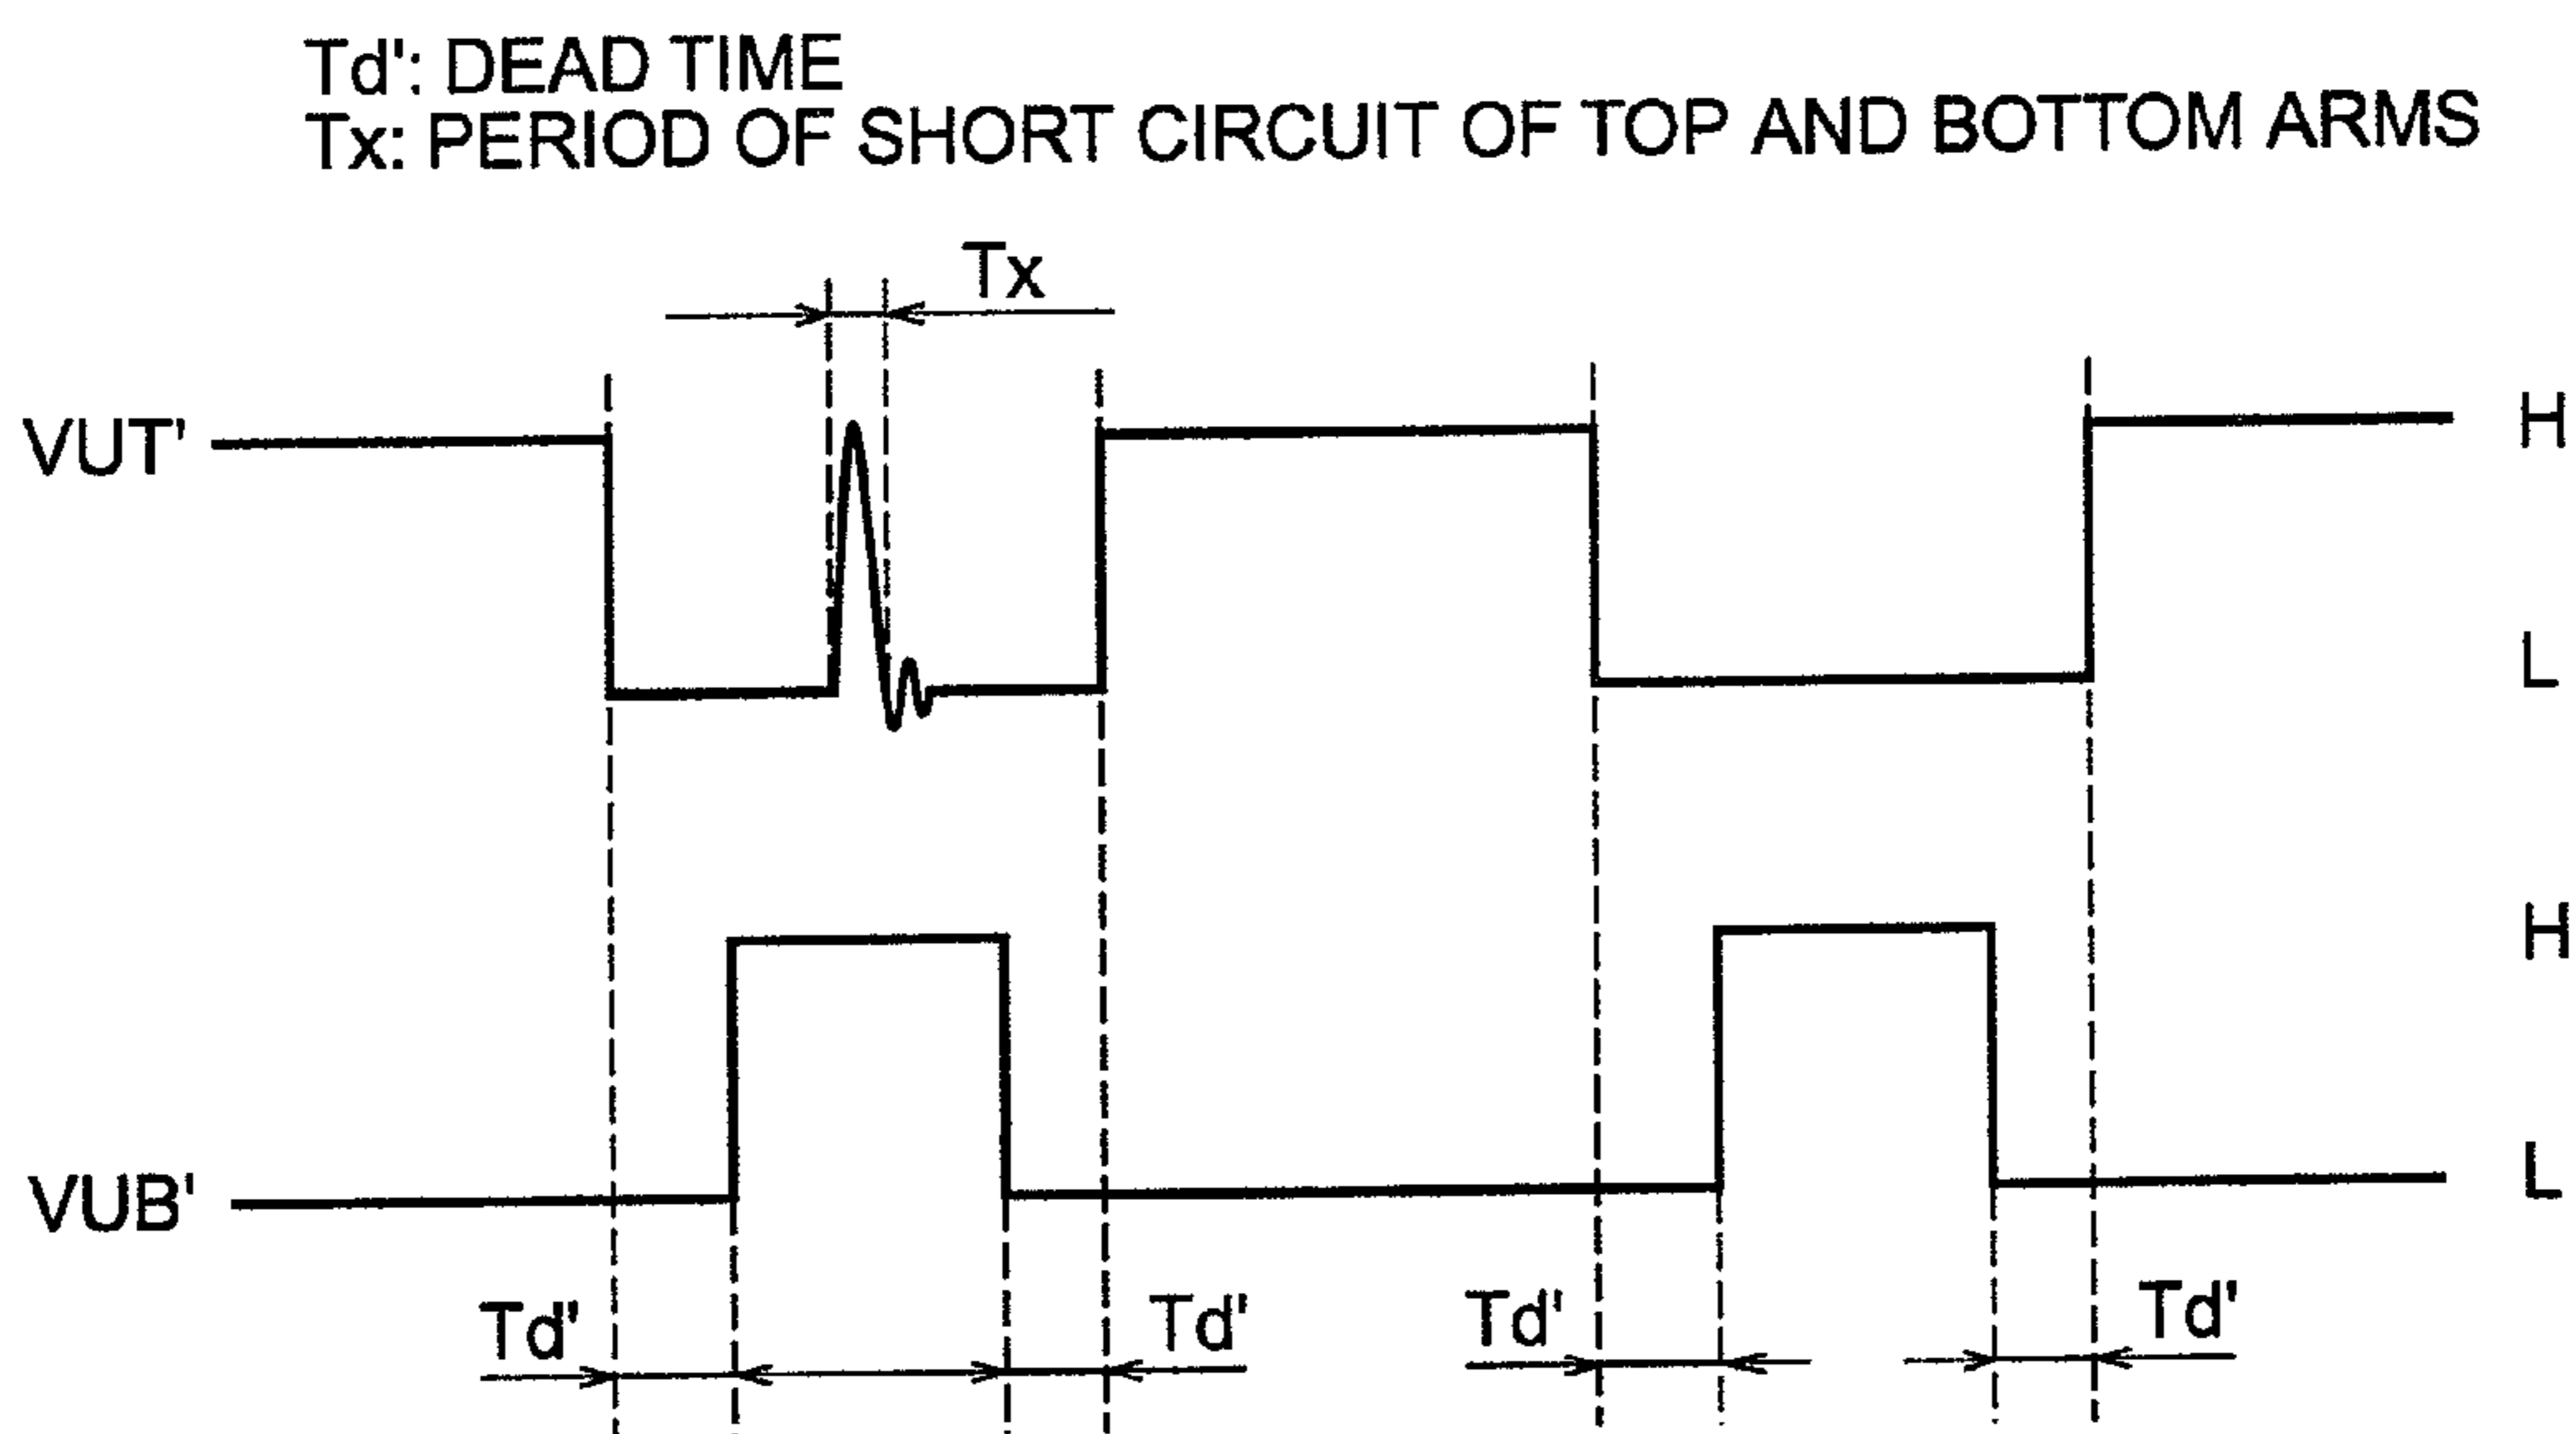 Td': DEAD TIME
Tx: PERIOD OF SHORT CIRCUIT OF TOP AND BOTTOM ARMS
Tx
VUT'
H
L
H
VUB'
L
Td'
Td'
Td'
Td'